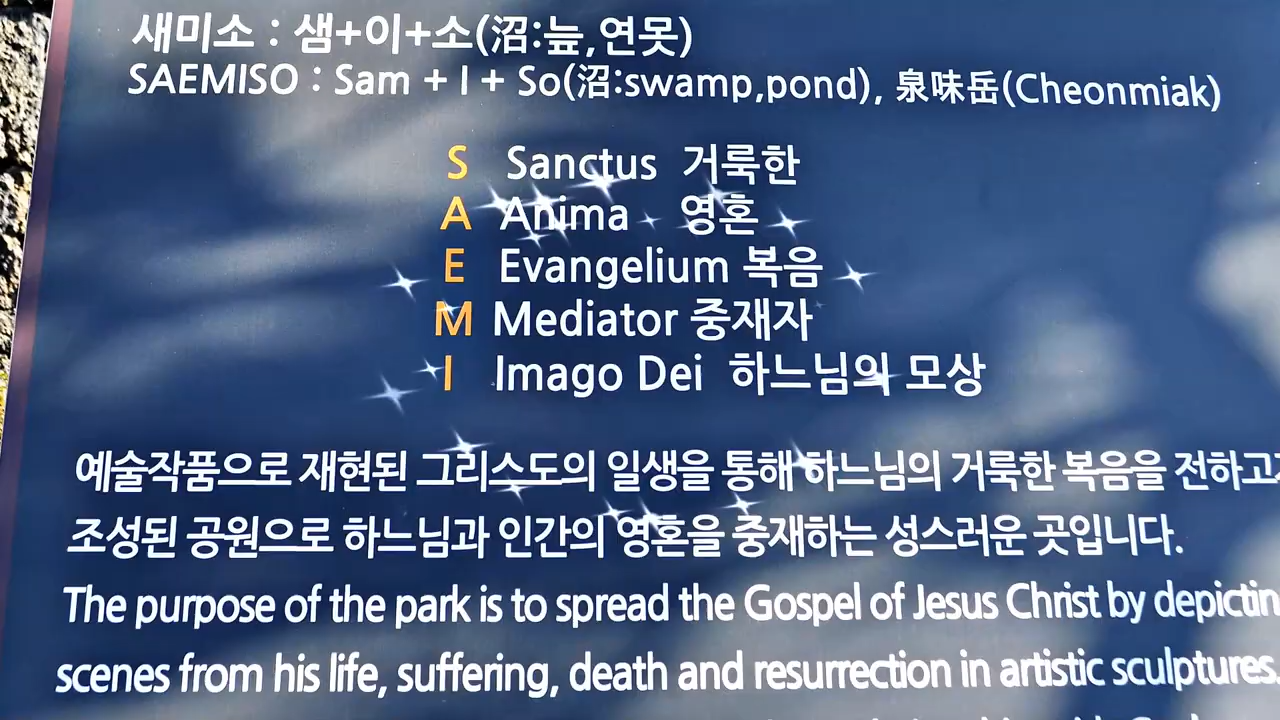 새미소 : 샘+이+소(沼:늪,연못)
SAEMISO : Sam + I + So(沼:swamp,pond), 泉味岳(Cheonmiak)
S Sanctus 거룩한
A Anima 영혼
E Evangelium 복음
M Mediator 중재자
I Imago Dei 하느님의 모상
예술작품으로 재현된 그리스도의 일생을 통해 하느님의 거룩한 복음을 전하고
조성된 공원으로 하느님과 인간의 영혼을 중재하는 성스러운 곳입니다.
The purpose of the park is to spread the Gospel of Jesus Christ by depictin
scenes from his life, suffering, death and resurrection in artistic sculptures.